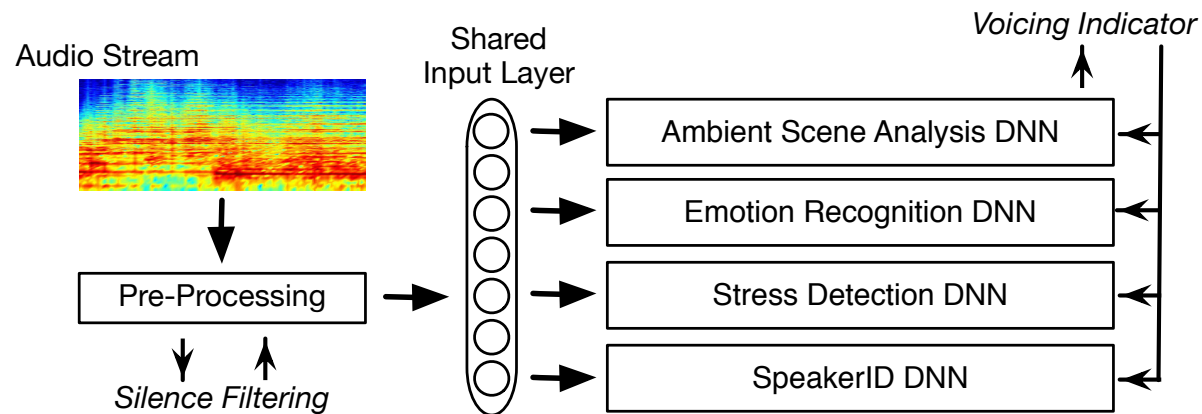 Audio Stream
Pre-Processing
Silence Filtering
Shared
Input Layer
Voicing Indicator
Ambient Scene Analysis DNN
Emotion Recognition DNN
Stress Detection DNN
SpeakerID DNN